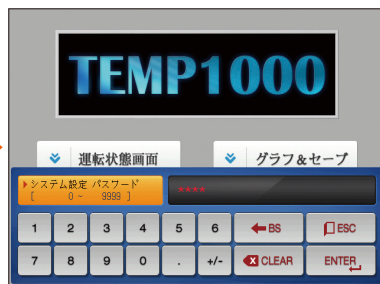 TEMP1000
運転状態画面 グラフ&セーブ
システム設定 パスワード
[ 0 ~ 9999 ]
****
1 2 3 4 5 6 BS ESC
7 8 9 0 . +/- CLEAR ENTER